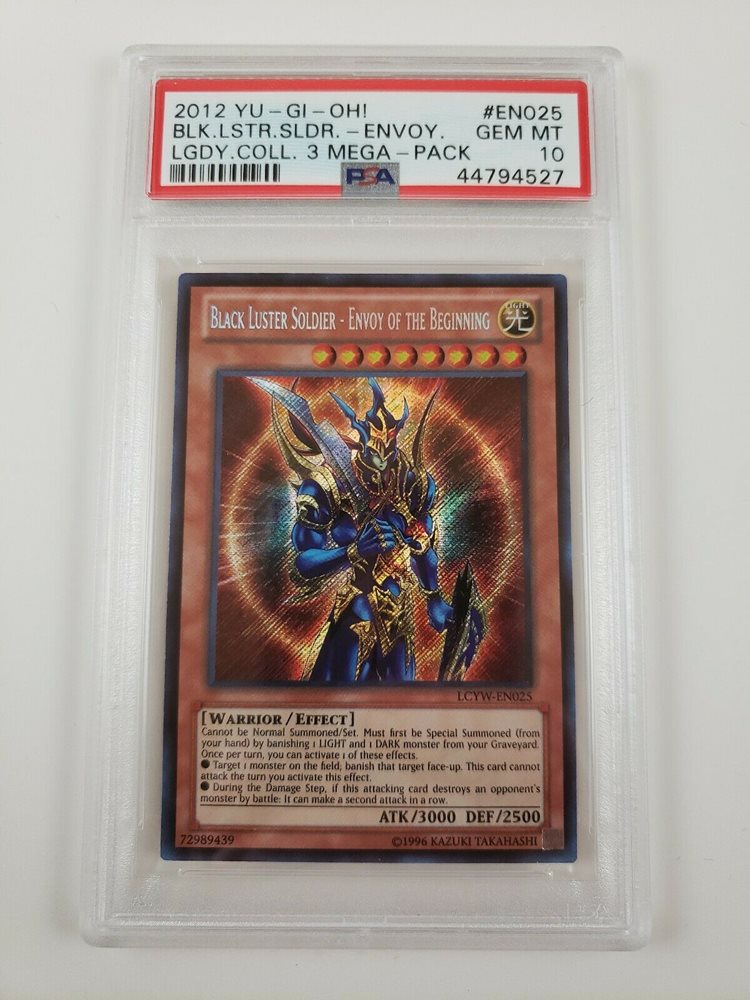 2012 YU-GI-OH! #EN025
BLK.LSTR.SLDR.-ENVOY. GEM MT
LGDY.COLL. 3 MEGA-PACK 10
PSA 44794527
BLACK LUSTER SOLDIER - ENVOY OF THE BEGINNING
LIGHT
光
LCYW-EN025
[WARRIOR/EFFECT]
Cannot be Normal Summoned/Set. Must first be Special Summoned (from
your hand) by banishing 1 LIGHT and 1 DARK monster from your Graveyard.
Once per turn, you can activate 1 of these effects.
● Target 1 monster on the field; banish that target face-up. This card cannot
attack the turn you activate this effect.
● During the Damage Step, if this attacking card destroys an opponent's
monster by battle: It can make a second attack in a row.
ATK/3000 DEF/2500
72989439 ©1996 KAZUKI TAKAHASHI